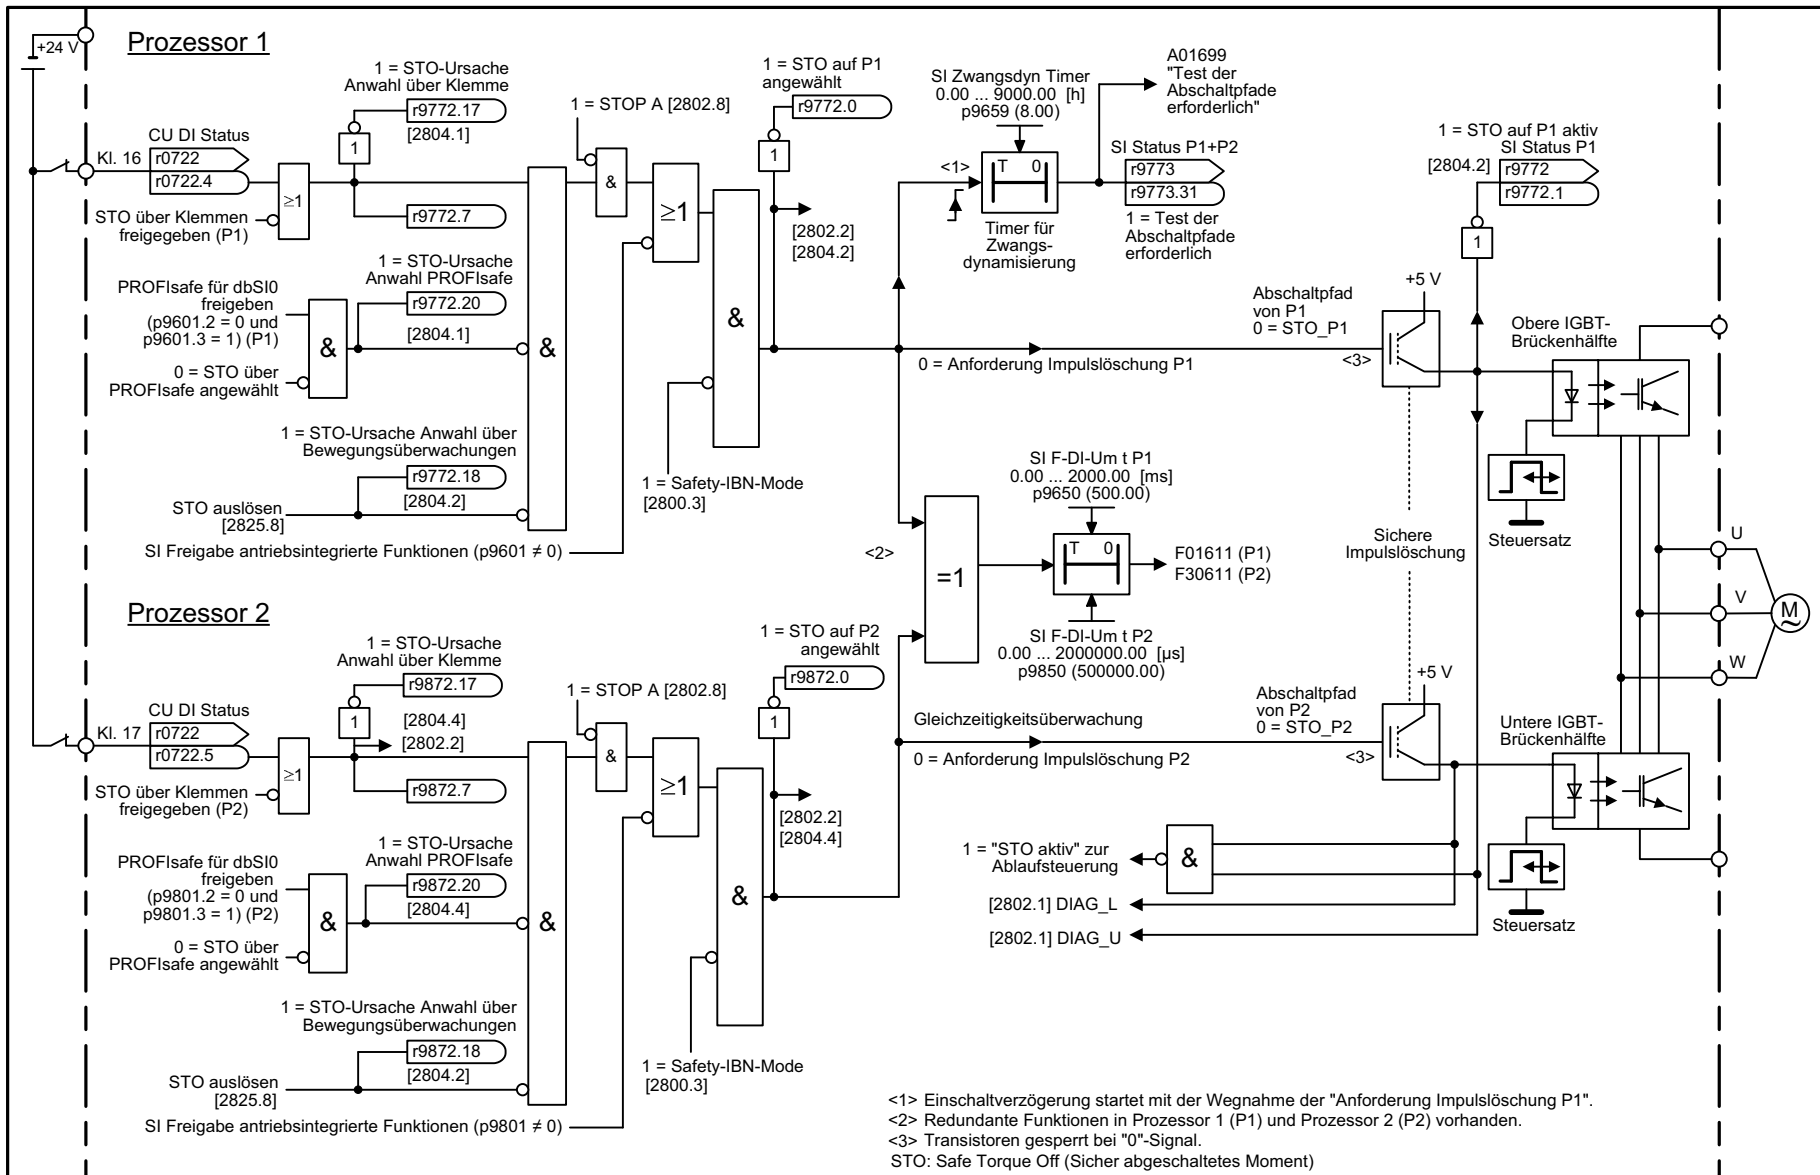 +24 V
Prozessor 1
1 = STO-Ursache
Anwahl über Klemme
r9772.17
[2804.1]
1
CU DI Status
Kl. 16
r0722
r0722.4
≥1
STO über Klemmen
freigegeben (P1)
r9772.7
1 = STO-Ursache
Anwahl PROFIsafe
r9772.20
[2804.1]
PROFIsafe für dbSI0
freigeben
(p9601.2 = 0 und
p9601.3 = 1) (P1)
&
0 = STO über
PROFIsafe angewählt
1 = STO-Ursache Anwahl über
Bewegungsüberwachungen
r9772.18
[2804.2]
STO auslösen
[2825.8]
SI Freigabe antriebsintegrierte Funktionen (p9601 ≠ 0)
&
1 = STOP A [2802.8]
&
≥1
&
1 = Safety-IBN-Mode
[2800.3]
1 = STO auf P1
angewählt
r9772.0
1
[2802.2]
[2804.2]
SI Zwangsdyn Timer
0.00 ... 9000.00 [h]
p9659 (8.00)
<1>
T 0
Timer für
Zwangs-
dynamisierung
A01699
"Test der
Abschaltpfade
erforderlich"
SI Status P1+P2
r9773
r9773.31
1 = Test der
Abschaltpfade
erforderlich
1 = STO auf P1 aktiv
SI Status P1
[2804.2]
r9772
r9772.1
1
+5 V
Abschaltpfad
von P1
0 = STO_P1
<3>
0 = Anforderung Impulslöschung P1
Obere IGBT-
Brückenhälfte
Steuersatz
SI F-DI-Um t P1
0.00 ... 2000.00 [ms]
p9650 (500.00)
<2>
=1
T 0
F01611 (P1)
F30611 (P2)
SI F-DI-Um t P2
0.00 ... 2000000.00 [µs]
p9850 (500000.00)
Sichere
Impulslöschung
U
V
W
M
~
Prozessor 2
1 = STO-Ursache
Anwahl über Klemme
r9872.17
1
[2804.4]
[2802.2]
CU DI Status
Kl. 17
r0722
r0722.5
≥1
STO über Klemmen
freigegeben (P2)
r9872.7
1 = STO-Ursache
Anwahl PROFIsafe
r9872.20
[2804.4]
PROFIsafe für dbSI0
freigeben
(p9801.2 = 0 und
p9801.3 = 1) (P2)
&
0 = STO über
PROFIsafe angewählt
1 = STO-Ursache Anwahl über
Bewegungsüberwachungen
r9872.18
[2804.2]
STO auslösen
[2825.8]
SI Freigabe antriebsintegrierte Funktionen (p9801 ≠ 0)
&
1 = STOP A [2802.8]
&
≥1
&
1 = Safety-IBN-Mode
[2800.3]
1 = STO auf P2
angewählt
r9872.0
1
[2802.2]
[2804.4]
Gleichzeitigkeitsüberwachung
0 = Anforderung Impulslöschung P2
Abschaltpfad
von P2
0 = STO_P2
<3>
+5 V
Untere IGBT-
Brückenhälfte
Steuersatz
1 = "STO aktiv" zur
Ablaufsteuerung
&
[2802.1] DIAG_L
[2802.1] DIAG_U
<1> Einschaltverzögerung startet mit der Wegnahme der "Anforderung Impulslöschung P1".
<2> Redundante Funktionen in Prozessor 1 (P1) und Prozessor 2 (P2) vorhanden.
<3> Transistoren gesperrt bei "0"-Signal.
STO: Safe Torque Off (Sicher abgeschaltetes Moment)